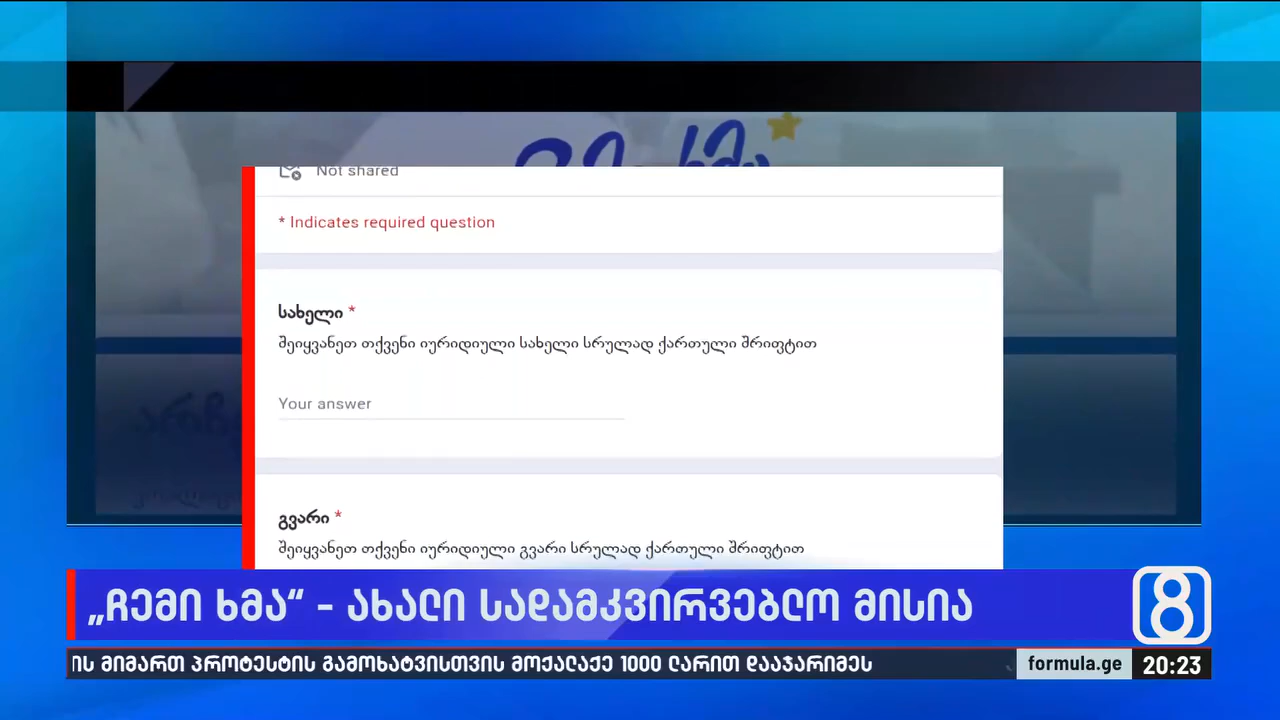 Not shared
* Indicates required question
სახელი *
შეიყვანეთ თქვენი იურიდიული სახელი სრულად ქართული შრიფტით
Your answer
გვარი *
შეიყვანეთ თქვენი იურიდიული გვარი სრულად ქართული შრიფტით
„ჩემი ხმა“ - ახალი სადამკვირვებლო მისია
8
ის მიმართ პროტესტის გამოხატვისთვის მოქალაქე 1000 ლარით დააჯარიმეს
formula.ge
20:23